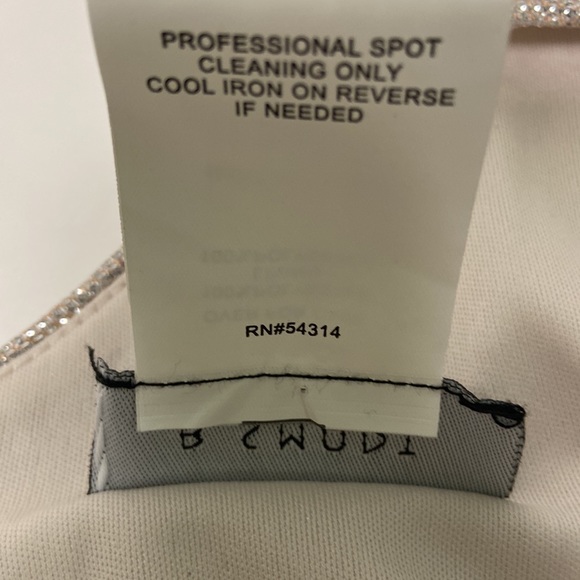 PROFESSIONAL SPOT
CLEANING ONLY
COOL IRON ON REVERSE
IF NEEDED
RN#54314